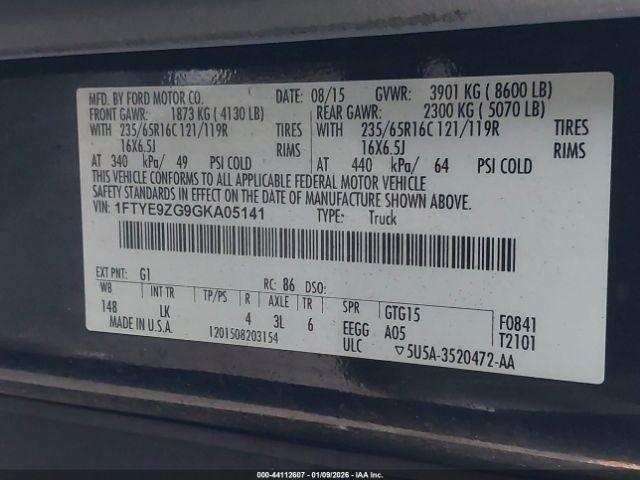 MFD. BY FORD MOTOR CO. DATE: 08/15 GVWR: 3901 KG ( 8600 LB)
FRONT GAWR: 1873 KG ( 4130 LB) REAR GAWR: 2300 KG ( 5070 LB)
WITH 235/65R16C 121/119R TIRES WITH 235/65R16C 121/119R TIRES
16X6.5J RIMS 16X6.5J RIMS
AT 340 kPa/ 49 PSI COLD AT 440 kPa/ 64 PSI COLD
THIS VEHICLE CONFORMS TO ALL APPLICABLE FEDERAL MOTOR VEHICLE
SAFETY STANDARDS IN EFFECT ON THE DATE OF MANUFACTURE SHOWN ABOVE.
VIN: 1FTYE9ZG9GKA05141 TYPE: Truck
EXT PNT: G1 RC: 86 DSO:
WB INT TR TP/PS R AXLE TR SPR GTG15 F0841
148 LK 4 3L 6 EEGG A05 T2101
MADE IN U.S.A. 1201508203154 ULC ▽5U5A-3520472-AA
000-44112607 - 01/09/2026 - IAA Inc.